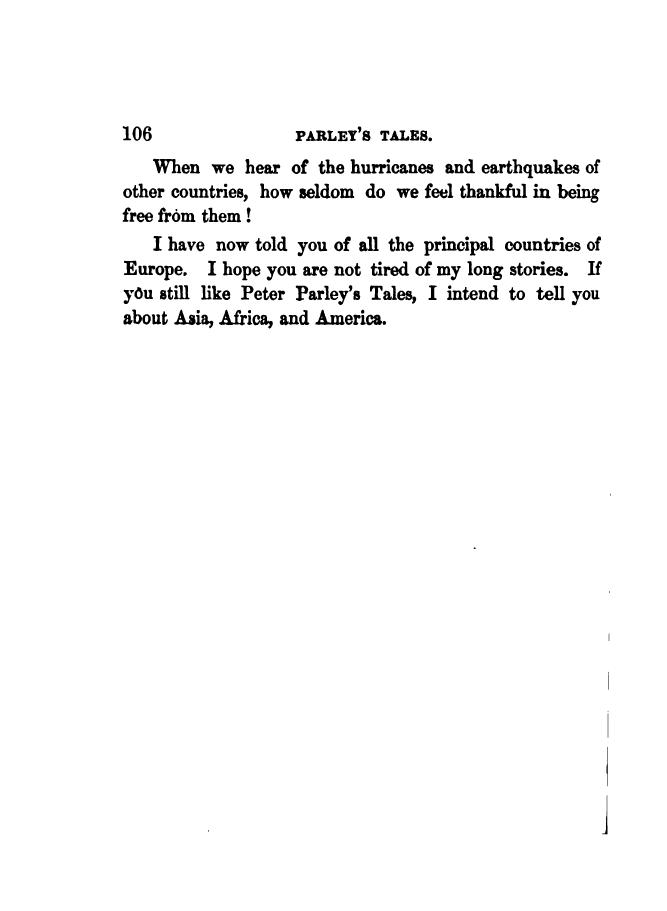 106 PARLEY'S TALES.
When we hear of the hurricanes and earthquakes of
other countries, how seldom do we feel thankful in being
free from them !
I have now told you of all the principal countries of
Europe. I hope you are not tired of my long stories. If
you still like Peter Parley's Tales, I intend to tell you
about Asia, Africa, and America.